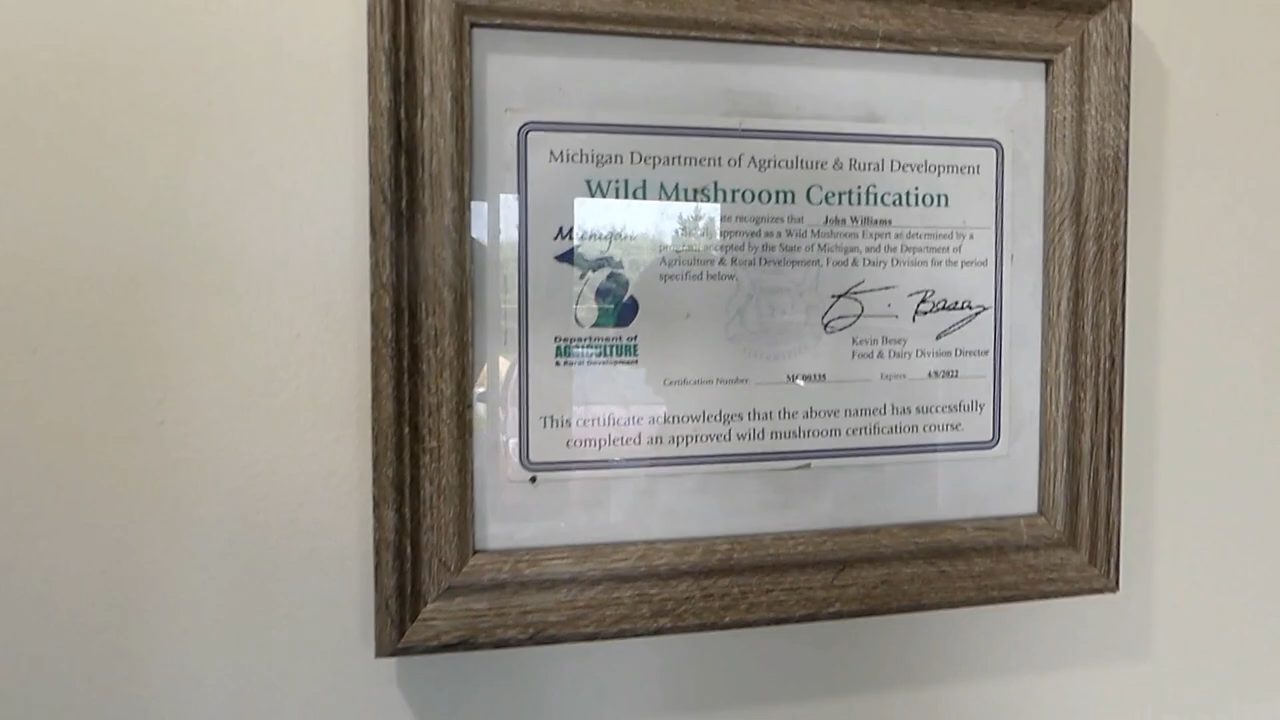 Michigan Department of Agriculture & Rural Development
Wild Mushroom Certification
recognizes that John Williams
approved as a Wild Mushroom Expert as determined by a
program accepted by the State of Michigan, and the Department of
Agriculture & Rural Development, Food & Dairy Division for the period
specified below.
Michigan
Department of
AGRICULTURE
& Rural Development
Kevin Besey
Food & Dairy Division Director
Certification Number Expires 4/8/2022
This certificate acknowledges that the above named has successfully
completed an approved wild mushroom certification course.